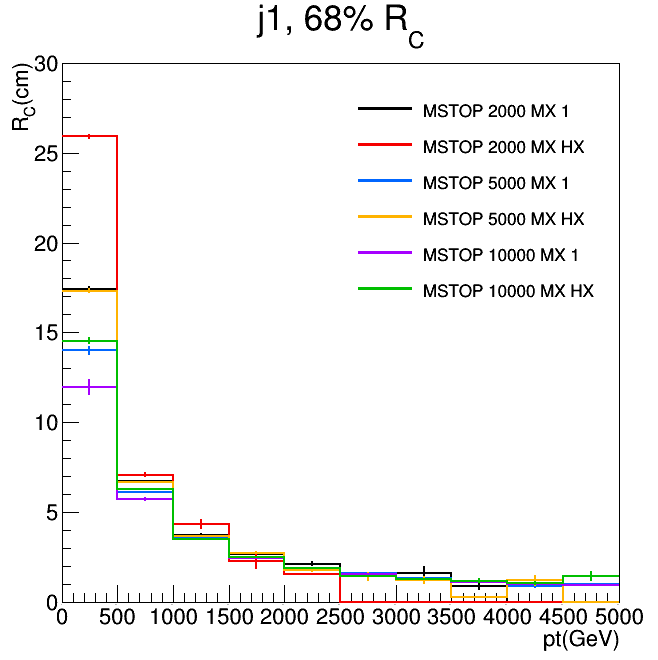 j1, 68% R_C
R_C(cm)
30
25
20
15
10
5
0
MSTOP 2000 MX 1
MSTOP 2000 MX HX
MSTOP 5000 MX 1
MSTOP 5000 MX HX
MSTOP 10000 MX 1
MSTOP 10000 MX HX
0 500 1000 1500 2000 2500 3000 3500 4000 4500 5000
pt(GeV)